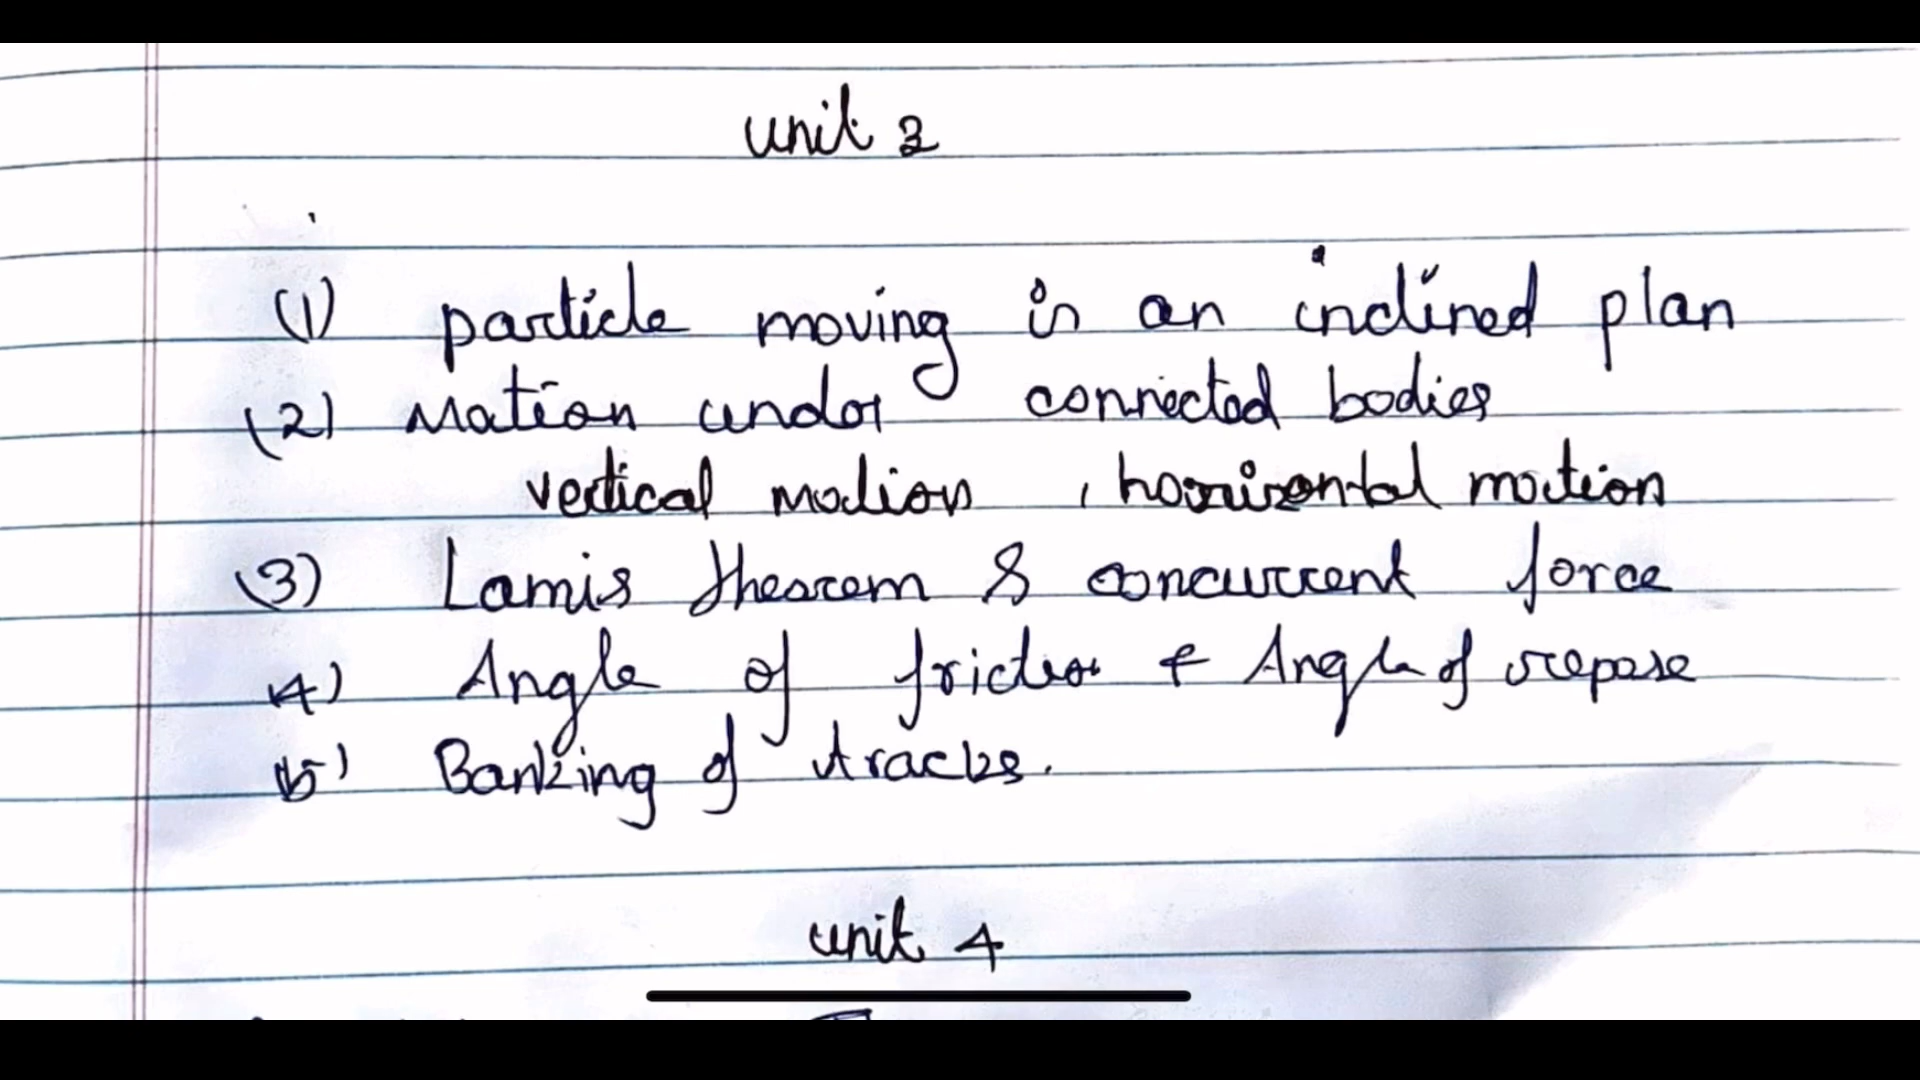 unit 3
(1) particle moving in an inclined plan
(2) Motion under connected bodies
vertical motion , horizontal motion
(3) Lamis theorem & concurrent force
4) Angle of friction & Angle of repose
5) Banking of tracks.
unit 4